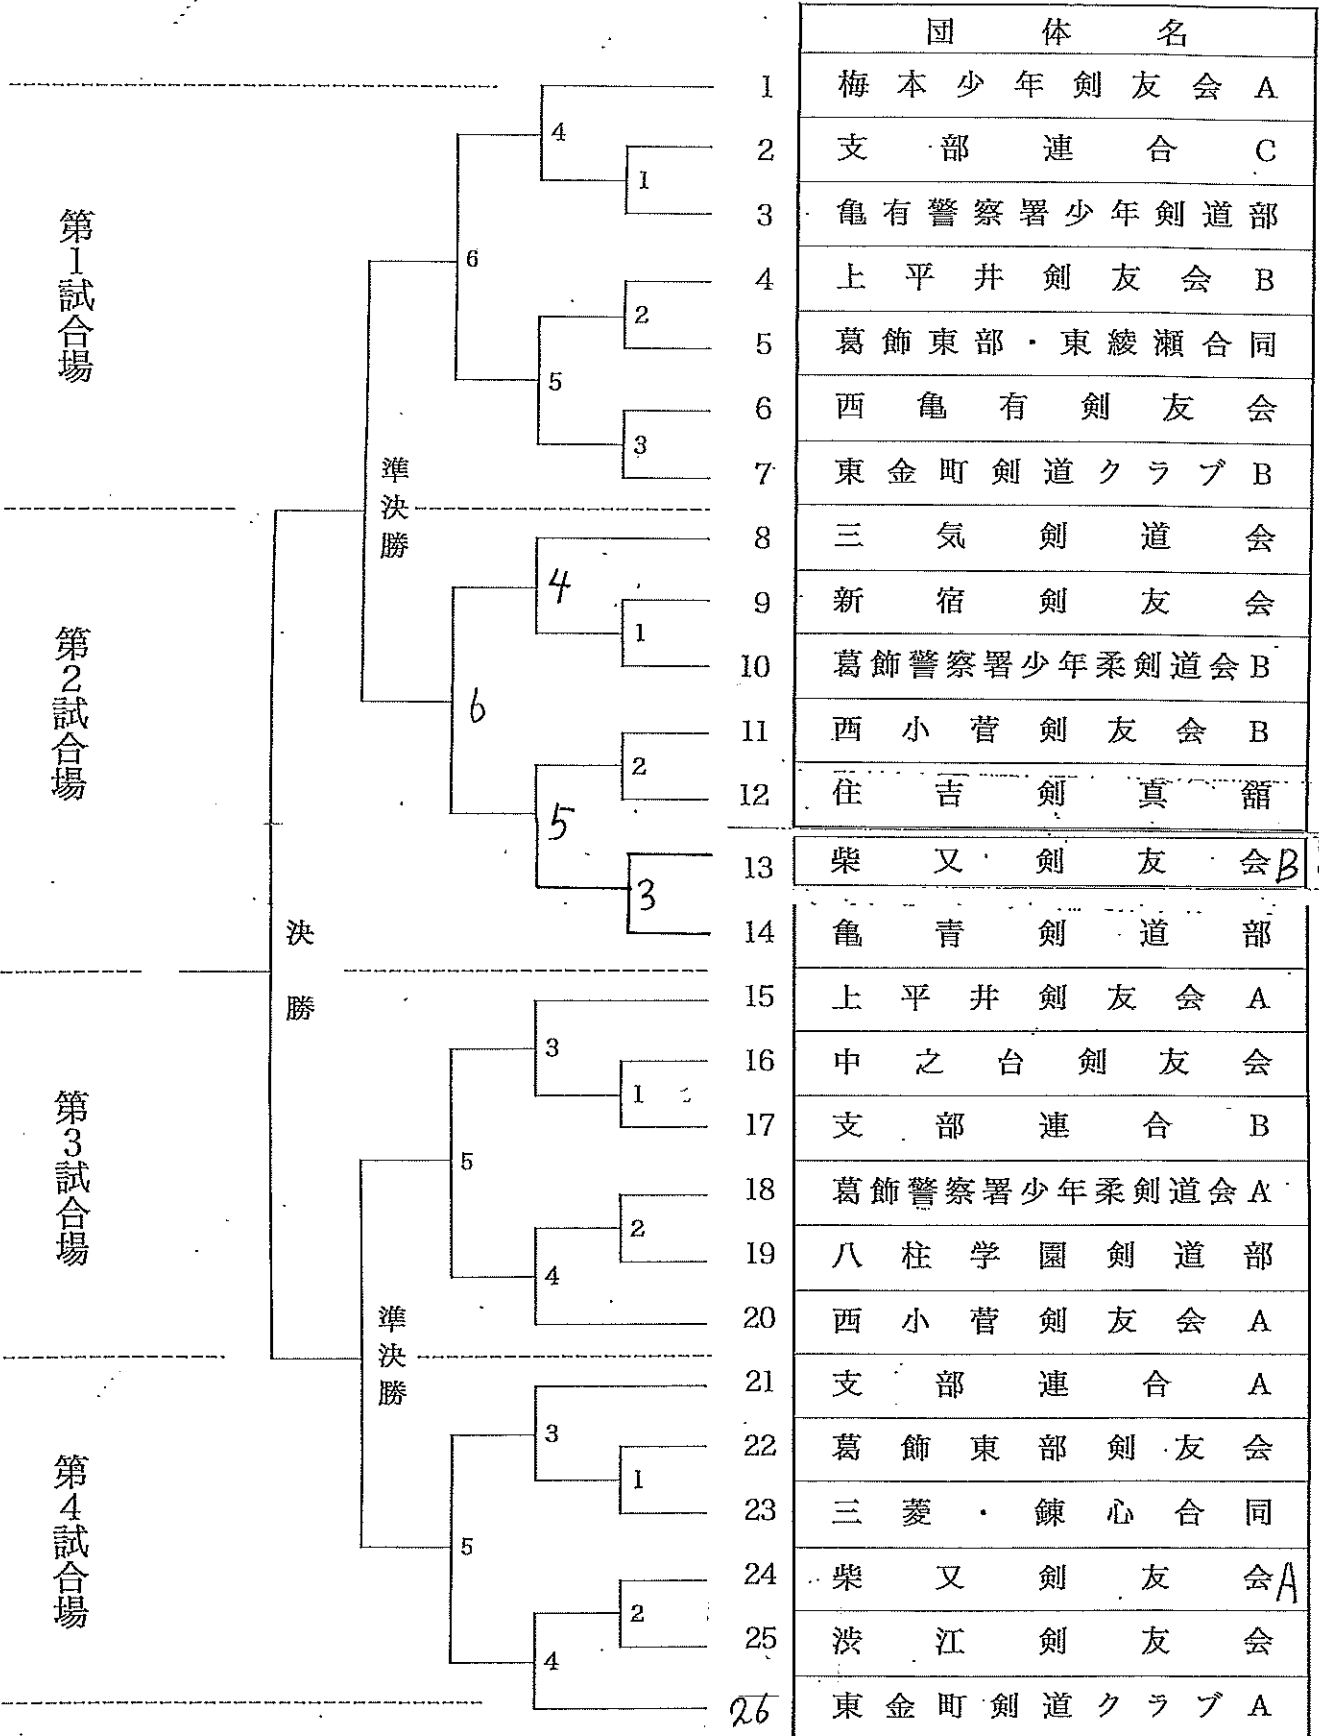 団体名
1 梅本少年剣友会A
2 支部連合C
3 亀有警察署少年剣道部
4 上平井剣友会B
5 葛飾東部・東綾瀬合同
6 西亀有剣友会
7 東金町剣道クラブB
8 三気剣道会
9 新宿剣友会
10 葛飾警察署少年柔剣道会B
11 西小菅剣友会B
12 住吉剣真舘
13 柴又剣友会B
14 亀青剣道部
15 上平井剣友会A
16 中之台剣友会
17 支部連合B
18 葛飾警察署少年柔剣道会A
19 八柱学園剣道部
20 西小菅剣友会A
21 支部連合A
22 葛飾東部剣友会
23 三菱・錬心合同
24 柴又剣友会A
25 渋江剣友会
26 東金町剣道クラブA
第1試合場
4
1
6
2
5
3
準決勝
第2試合場
4
1
6
2
5
3
決勝
第3試合場
3
1
5
2
4
準決勝
第4試合場
3
1
5
2
4